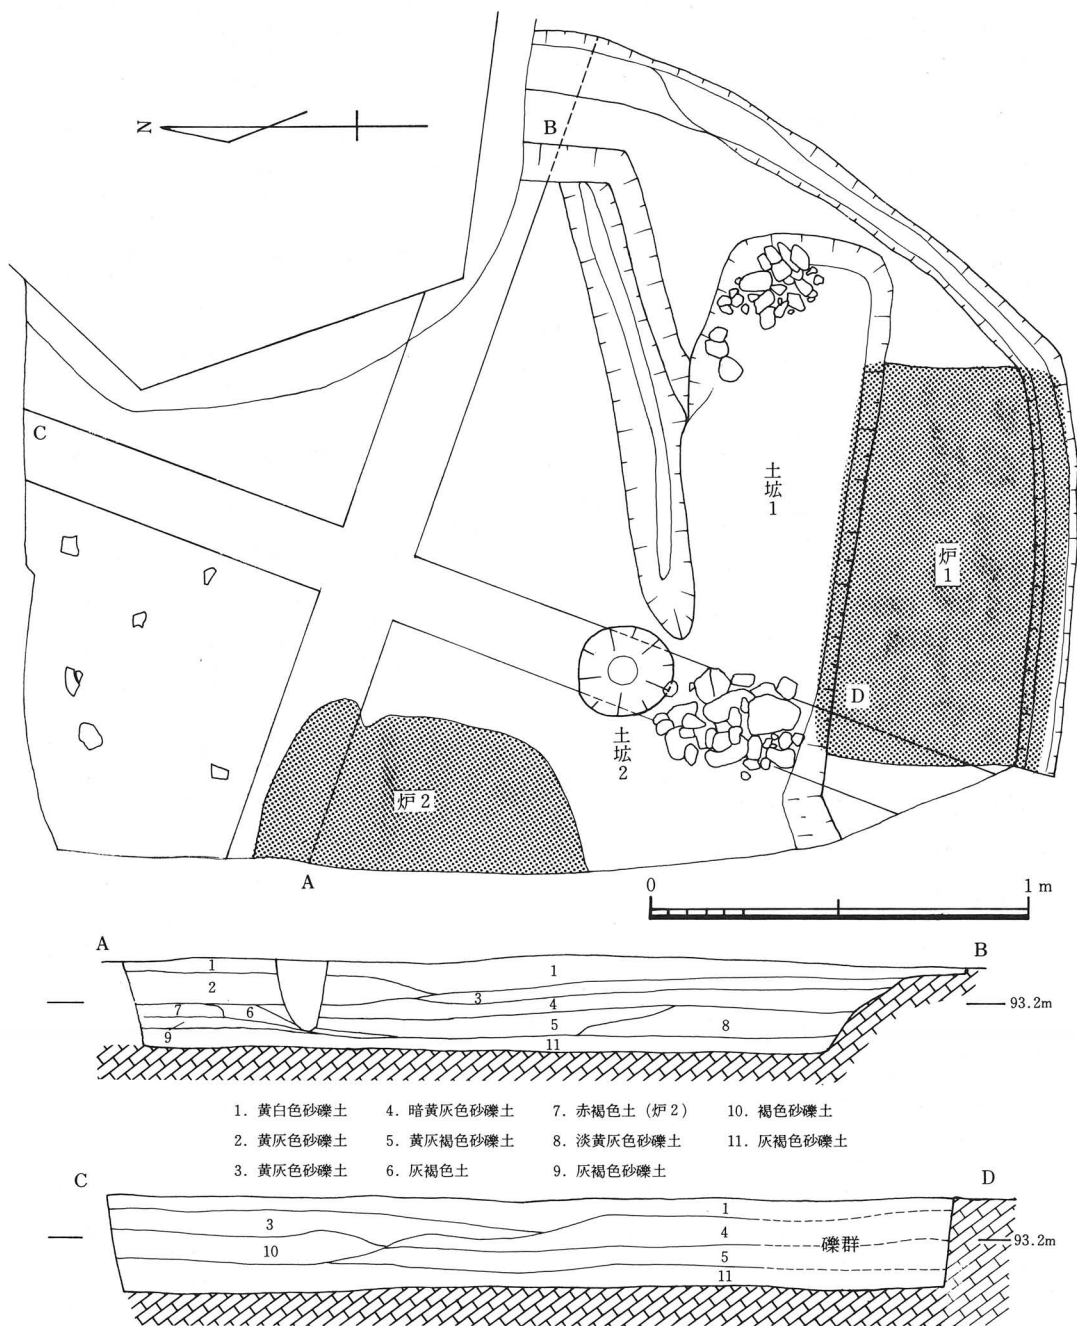 N
B
C
土
拡
1
炉
1
D
土
拡
2
炉 2
A
0 1 m
A B
1 1
2 3
7 6 4 93.2m
5 8
9 11
1. 黄白色砂礫土 4. 暗黄灰色砂礫土 7. 赤褐色土 (炉 2) 10. 褐色砂礫土
2. 黄灰色砂礫土 5. 黄灰褐色砂礫土 8. 淡黄灰色砂礫土 11. 灰褐色砂礫土
3. 黄灰色砂礫土 6. 灰褐色土 9. 灰褐色砂礫土
C D
1
3 4 礫群 93.2m
10 5
11